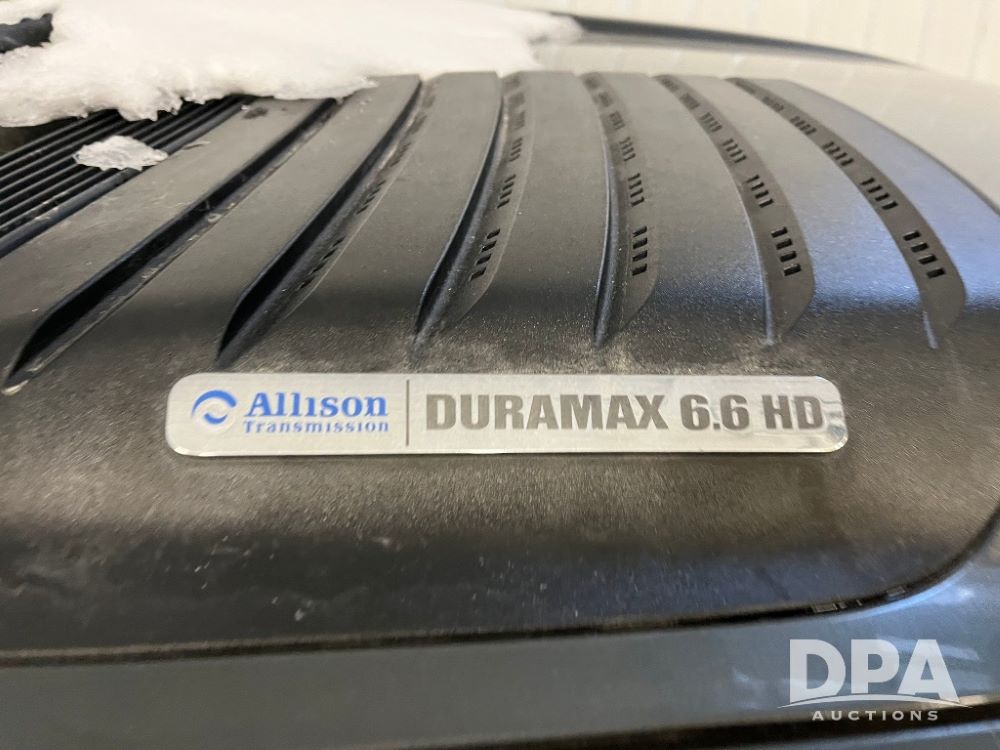 Allison
Transmission
DURAMAX 6.6 HD
DPA
AUCTIONS